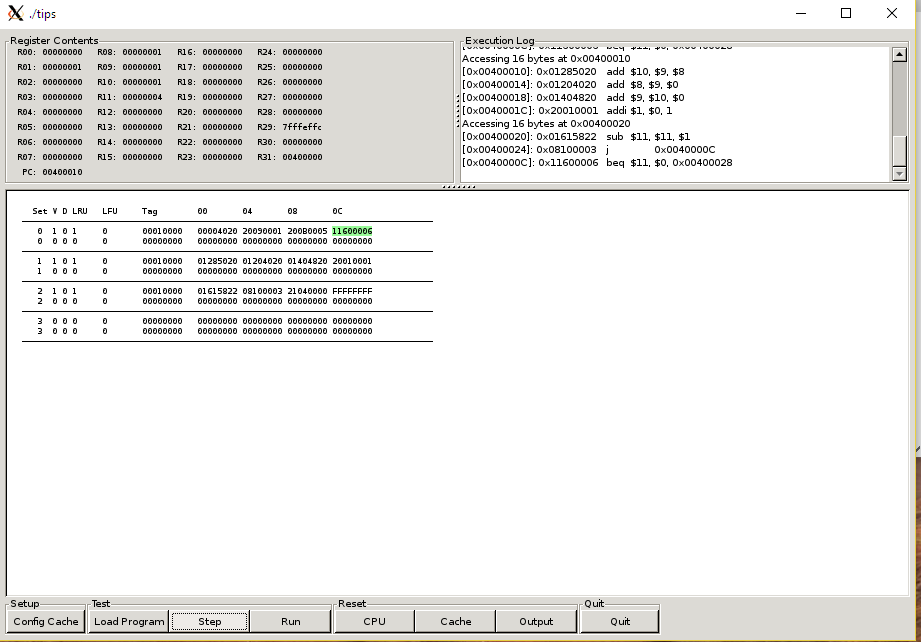 ./tips
Register Contents
R00: 00000000 R08: 00000001 R16: 00000000 R24: 00000000
R01: 00000001 R09: 00000001 R17: 00000000 R25: 00000000
R02: 00000000 R10: 00000001 R18: 00000000 R26: 00000000
R03: 00000000 R11: 00000004 R19: 00000000 R27: 00000000
R04: 00000000 R12: 00000000 R20: 00000000 R28: 00000000
R05: 00000000 R13: 00000000 R21: 00000000 R29: 7fffeffc
R06: 00000000 R14: 00000000 R22: 00000000 R30: 00000000
R07: 00000000 R15: 00000000 R23: 00000000 R31: 00400000
PC: 00400010
Execution Log
Accessing 16 bytes at 0x00400010
[0x00400010]: 0x01285020 add $10, $9, $8
[0x00400014]: 0x01204020 add $8, $9, $0
[0x00400018]: 0x01404820 add $9, $10, $0
[0x0040001C]: 0x20010001 addi $1, $0, 1
Accessing 16 bytes at 0x00400020
[0x00400020]: 0x01615822 sub $11, $11, $1
[0x00400024]: 0x08100003 j 0x0040000C
[0x0040000C]: 0x11600006 beq $11, $0, 0x00400028
Set V D LRU LFU Tag 00 04 08 0C
0 1 0 1 0 00010000 00004020 20090001 200B0005 11600006
0 0 0 0 0 00000000 00000000 00000000 00000000 00000000
1 1 0 1 0 00010000 01285020 01204020 01404820 20010001
1 0 0 0 0 00000000 00000000 00000000 00000000 00000000
2 1 0 1 0 00010000 01615822 08100003 21040000 FFFFFFFF
2 0 0 0 0 00000000 00000000 00000000 00000000 00000000
3 0 0 0 0 00000000 00000000 00000000 00000000 00000000
3 0 0 0 0 00000000 00000000 00000000 00000000 00000000
Setup Test Reset Quit
Config Cache Load Program Step Run CPU Cache Output Quit